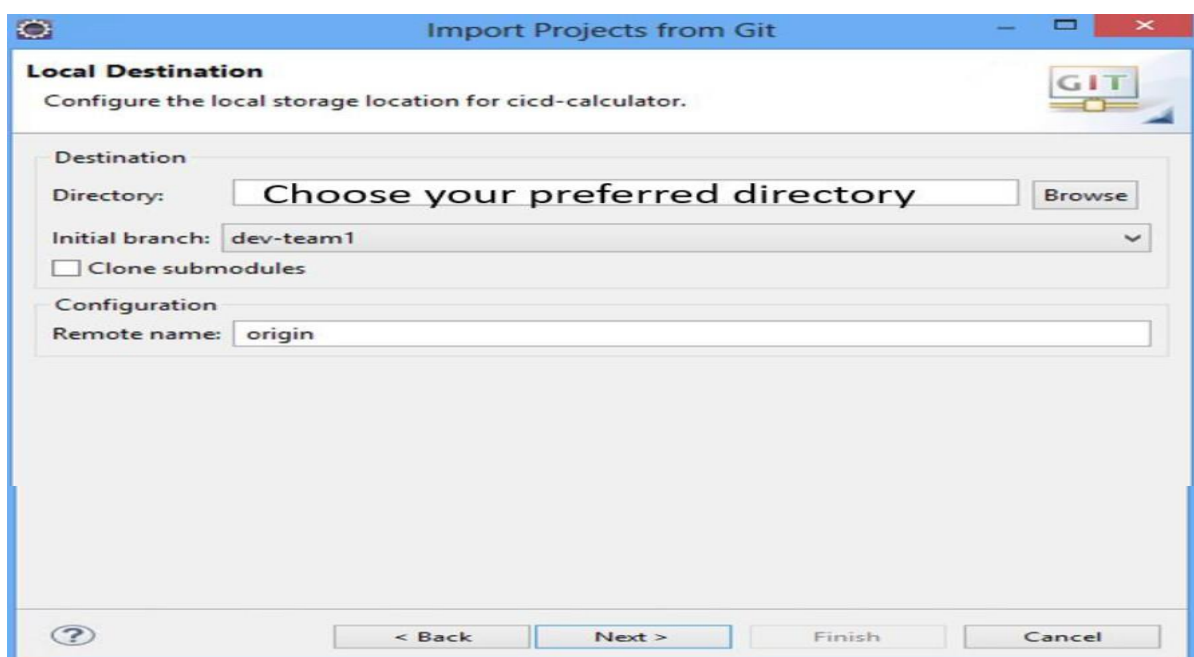 Import Projects from Git
Local Destination
Configure the local storage location for cicd-calculator.
GIT
Destination
Directory: Choose your preferred directory Browse
Initial branch: dev-team1
Clone submodules
Configuration
Remote name: origin
? < Back Next > Finish Cancel